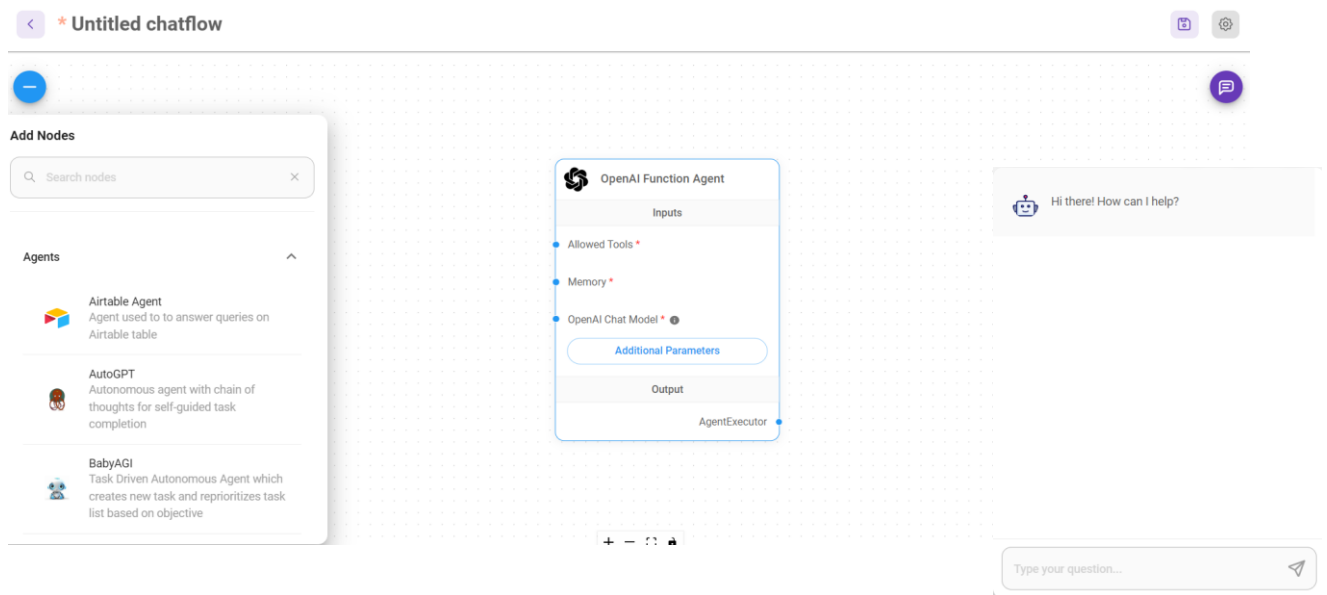 * Untitled chatflow
Add Nodes
Search nodes
Agents
Airtable Agent
Agent used to to answer queries on
Airtable table
AutoGPT
Autonomous agent with chain of
thoughts for self-guided task
completion
BabyAGI
Task Driven Autonomous Agent which
creates new task and reprioritizes task
list based on objective
OpenAI Function Agent
Inputs
Allowed Tools *
Memory *
OpenAI Chat Model *
Additional Parameters
Output
AgentExecutor
Hi there! How can I help?
Type your question...